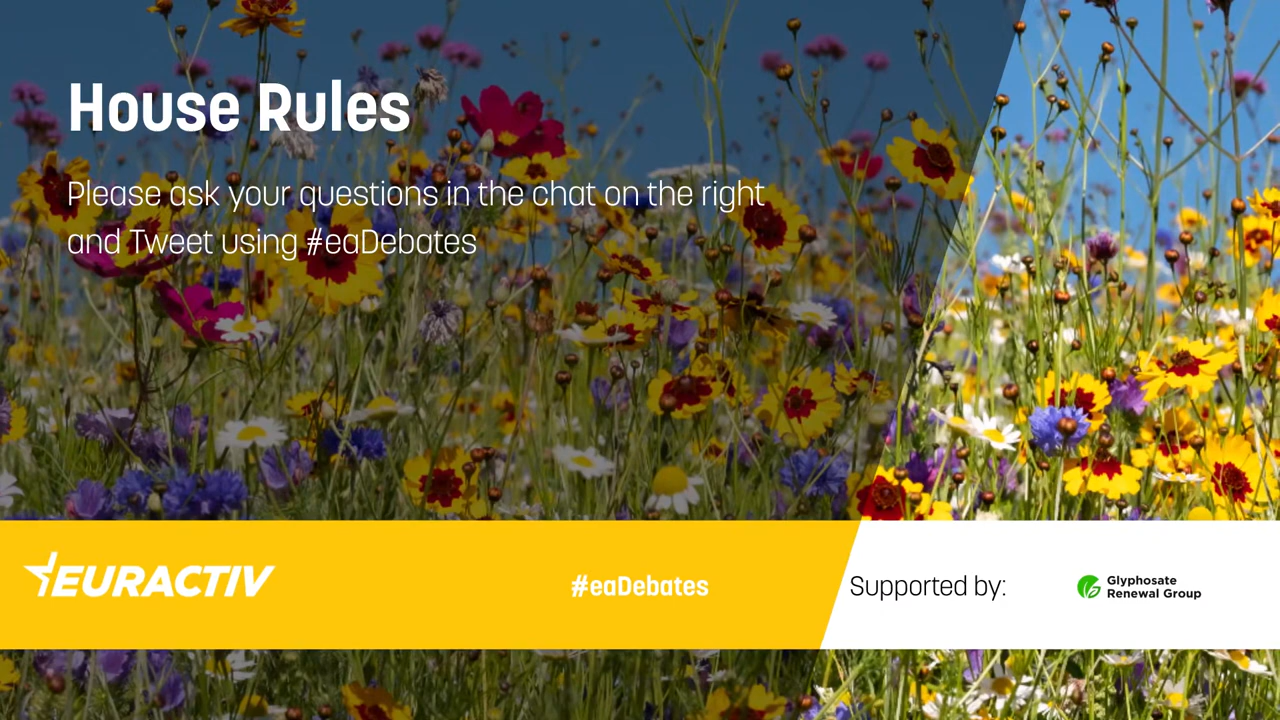 House Rules
Please ask your questions in the chat on the right
and Tweet using #eaDebates
EURACTIV
#eaDebates
Supported by:
Glyphosate
Renewal Group